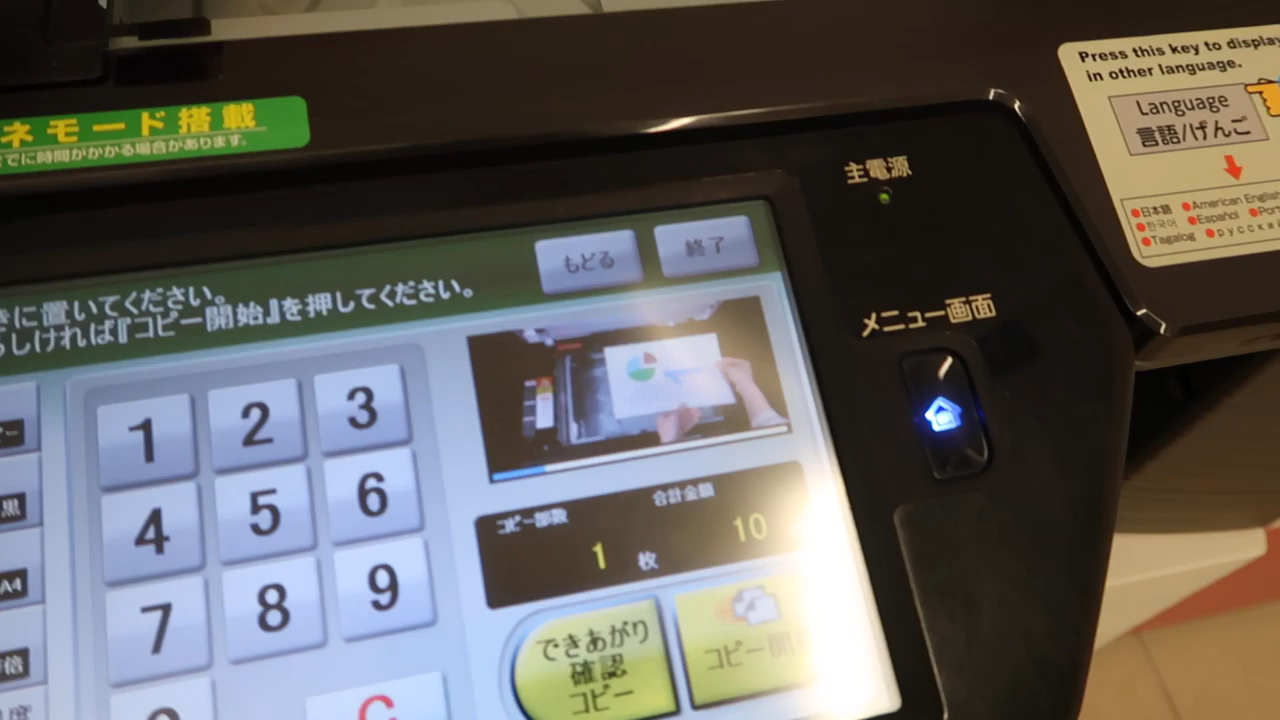 Press this key to display
in other language.
Language
言語/げんご
●日本語 ●American English
●한국어 ●Español
●Tagalog ●русский
ネモード搭載
でに時間がかかる場合があります。
主電源
もどる 終了
きに置いてください。
しければ『コピー開始』を押してください。
メニュー画面
1 2 3
4 5 6
7 8 9
C
黒
A4
倍
度
コピー部数 合計金額
1 枚 10
できあがり
確認
コピー
コピー開